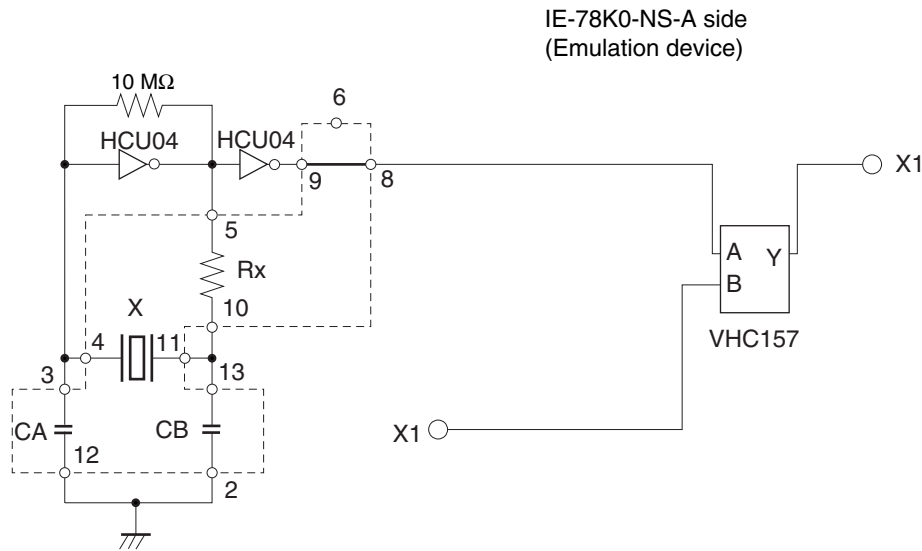 IE-78K0-NS-A side
(Emulation device)
10 MΩ
6
HCU04
HCU04
9
8
X1
5
A
Y
B
Rx
VHC157
X
10
4
11
3
13
CA
CB
X1
12
2